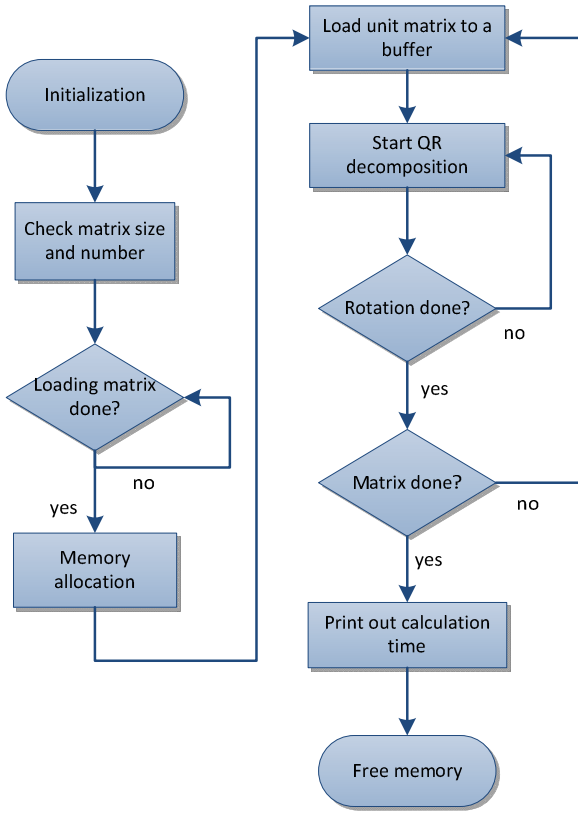 Initialization
Check matrix size
and number
Loading matrix
done?
no
yes
Memory
allocation
Load unit matrix to a
buffer
Start QR
decomposition
Rotation done?
no
yes
Matrix done?
no
yes
Print out calculation
time
Free memory